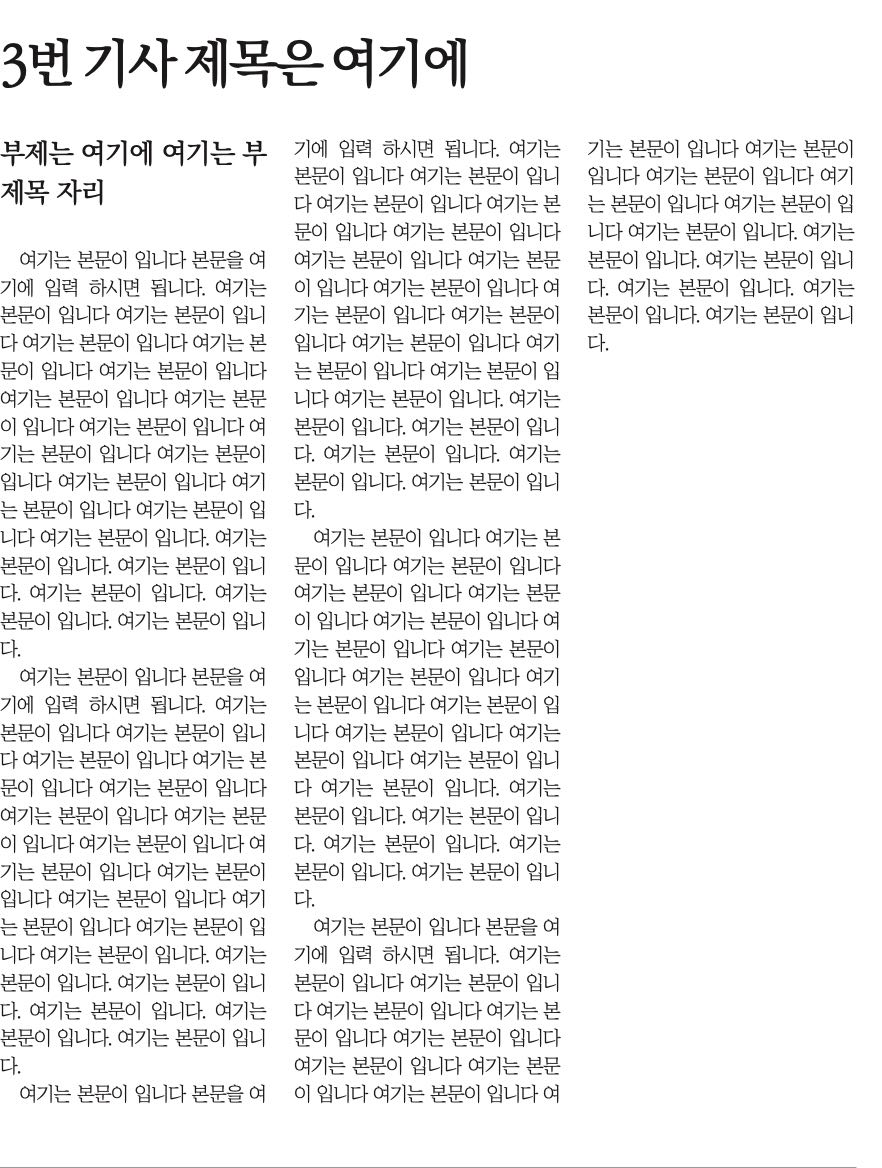 3번 기사 제목은 여기에
부제는 여기에 여기는 부
제목 자리
여기는 본문이 입니다 본문을 여
기에 입력 하시면 됩니다. 여기는
본문이 입니다 여기는 본문이 입니
다 여기는 본문이 입니다 여기는 본
문이 입니다 여기는 본문이 입니다
여기는 본문이 입니다 여기는 본문
이 입니다 여기는 본문이 입니다 여
기는 본문이 입니다 여기는 본문이
입니다 여기는 본문이 입니다 여기
는 본문이 입니다 여기는 본문이 입
니다 여기는 본문이 입니다. 여기는
본문이 입니다. 여기는 본문이 입니
다. 여기는 본문이 입니다. 여기는
본문이 입니다. 여기는 본문이 입니
다.
여기는 본문이 입니다 본문을 여
기에 입력 하시면 됩니다. 여기는
본문이 입니다 여기는 본문이 입니
다 여기는 본문이 입니다 여기는 본
문이 입니다 여기는 본문이 입니다
여기는 본문이 입니다 여기는 본문
이 입니다 여기는 본문이 입니다 여
기는 본문이 입니다 여기는 본문이
입니다 여기는 본문이 입니다 여기
는 본문이 입니다 여기는 본문이 입
니다 여기는 본문이 입니다. 여기는
본문이 입니다. 여기는 본문이 입니
다. 여기는 본문이 입니다. 여기는
본문이 입니다. 여기는 본문이 입니
다.
여기는 본문이 입니다 본문을 여
기에 입력 하시면 됩니다. 여기는
본문이 입니다 여기는 본문이 입니
다 여기는 본문이 입니다 여기는 본
문이 입니다 여기는 본문이 입니다
여기는 본문이 입니다 여기는 본문
이 입니다 여기는 본문이 입니다 여
기는 본문이 입니다 여기는 본문이
입니다 여기는 본문이 입니다 여기
는 본문이 입니다 여기는 본문이 입
니다 여기는 본문이 입니다. 여기는
본문이 입니다. 여기는 본문이 입니
다. 여기는 본문이 입니다. 여기는
본문이 입니다. 여기는 본문이 입니
다.
여기는 본문이 입니다 여기는 본
문이 입니다 여기는 본문이 입니다
여기는 본문이 입니다 여기는 본문
이 입니다 여기는 본문이 입니다 여
기는 본문이 입니다 여기는 본문이
입니다 여기는 본문이 입니다 여기
는 본문이 입니다 여기는 본문이 입
니다 여기는 본문이 입니다 여기는
본문이 입니다 여기는 본문이 입니
다 여기는 본문이 입니다. 여기는
본문이 입니다. 여기는 본문이 입니
다. 여기는 본문이 입니다. 여기는
본문이 입니다. 여기는 본문이 입니
다.
여기는 본문이 입니다 본문을 여
기에 입력 하시면 됩니다. 여기는
본문이 입니다 여기는 본문이 입니
다 여기는 본문이 입니다 여기는 본
문이 입니다 여기는 본문이 입니다
여기는 본문이 입니다 여기는 본문
이 입니다 여기는 본문이 입니다 여
기는 본문이 입니다 여기는 본문이
입니다 여기는 본문이 입니다 여기
는 본문이 입니다 여기는 본문이 입
니다 여기는 본문이 입니다. 여기는
본문이 입니다. 여기는 본문이 입니
다. 여기는 본문이 입니다. 여기는
본문이 입니다. 여기는 본문이 입니
다.